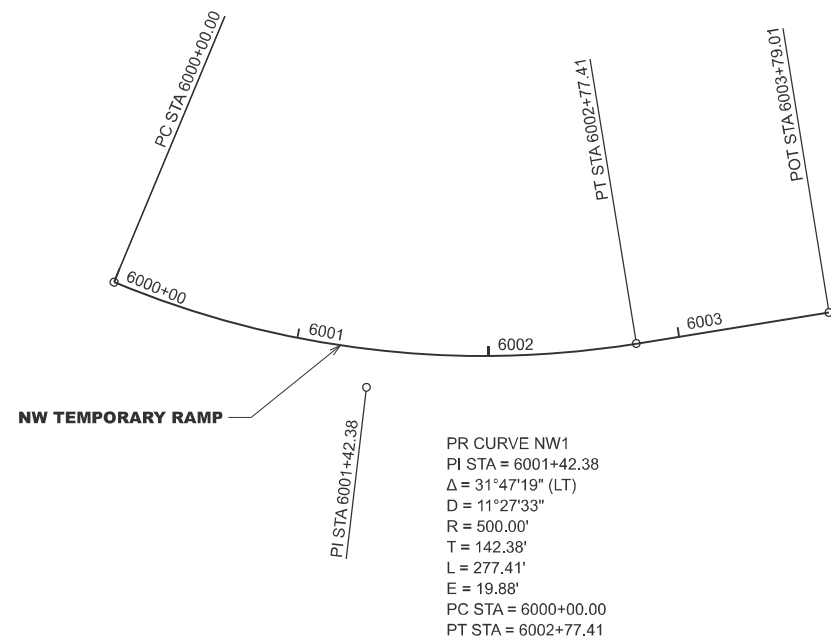 PC STA 6000+00.00
PT STA 6002+77.41
POT STA 6003+79.01
6000+00
6001
6002
6003
NW TEMPORARY RAMP
PI STA 6001+42.38
PR CURVE NW1
PI STA = 6001+42.38
Δ = 31°47'19" (LT)
D = 11°27'33"
R = 500.00'
T = 142.38'
L = 277.41'
E = 19.88'
PC STA = 6000+00.00
PT STA = 6002+77.41